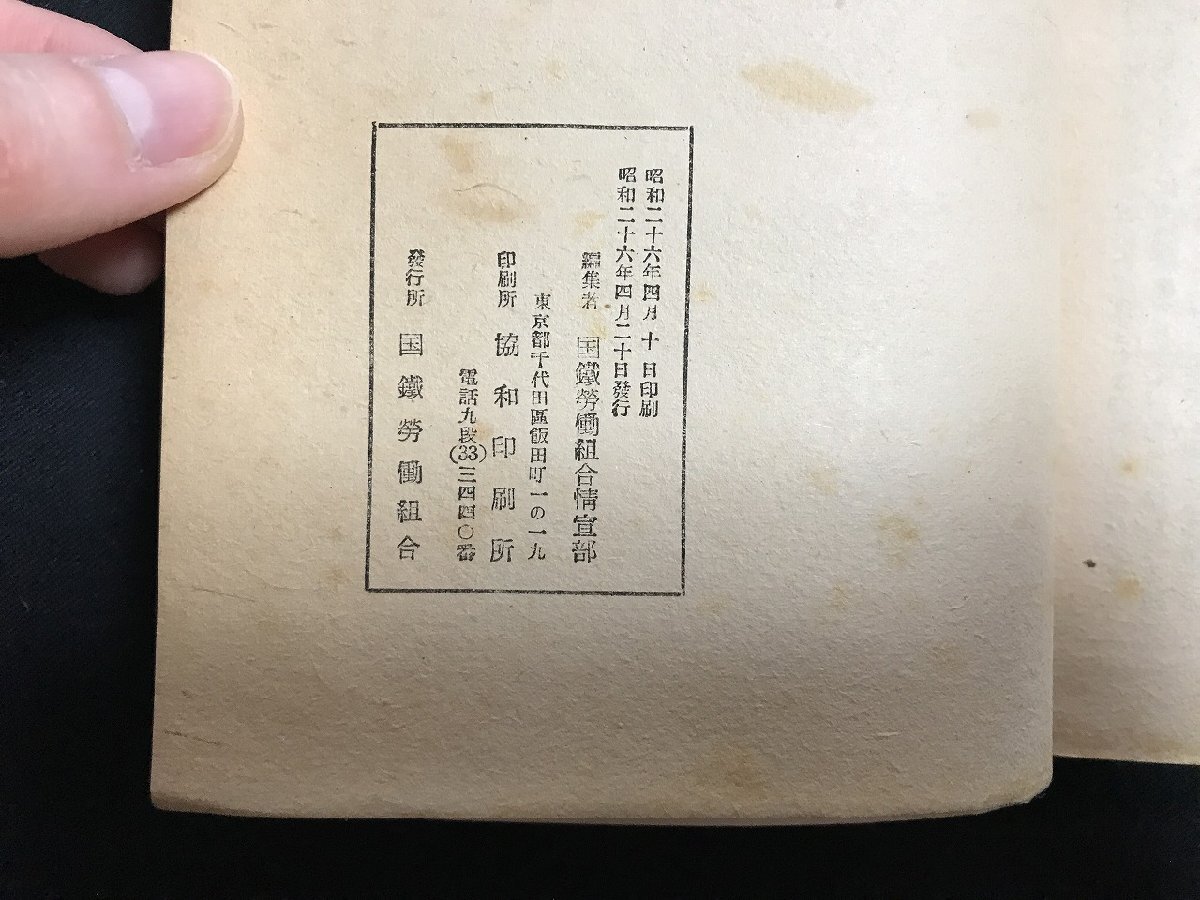 昭和二十六年四月十日印刷
昭和二十六年四月二十日發行
編集者 国鐵勞働組合情宣部
東京都千代田區飯田町一の一九
印刷所 協和印刷所
電話九段(33)三四四〇番
發行所 国鐵勞働組合